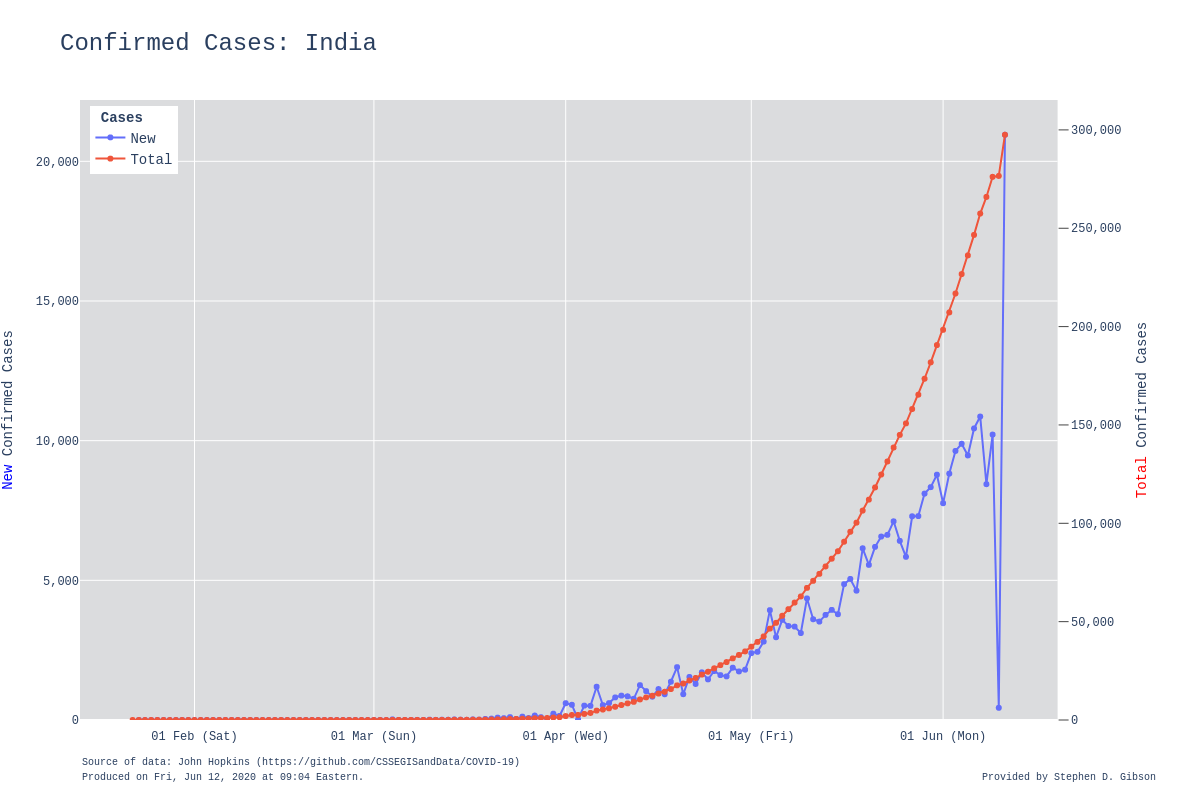 Confirmed Cases: India
Cases
New
Total
20,000
15,000
10,000
5,000
0
300,000
250,000
200,000
150,000
100,000
50,000
0
New Confirmed Cases
Total Confirmed Cases
01 Feb (Sat)
01 Mar (Sun)
01 Apr (Wed)
01 May (Fri)
01 Jun (Mon)
Source of data: John Hopkins (https://github.com/CSSEGISandData/COVID-19)
Produced on Fri, Jun 12, 2020 at 09:04 Eastern.
Provided by Stephen D. Gibson